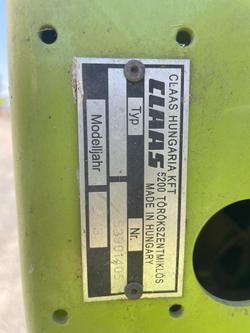 CLAAS HUNGARIA KFT
5200 TÖRÖKSZENTMIKLÓS
MADE IN HUNGARY
CLAAS
Typ
Nr.
Modelljahr